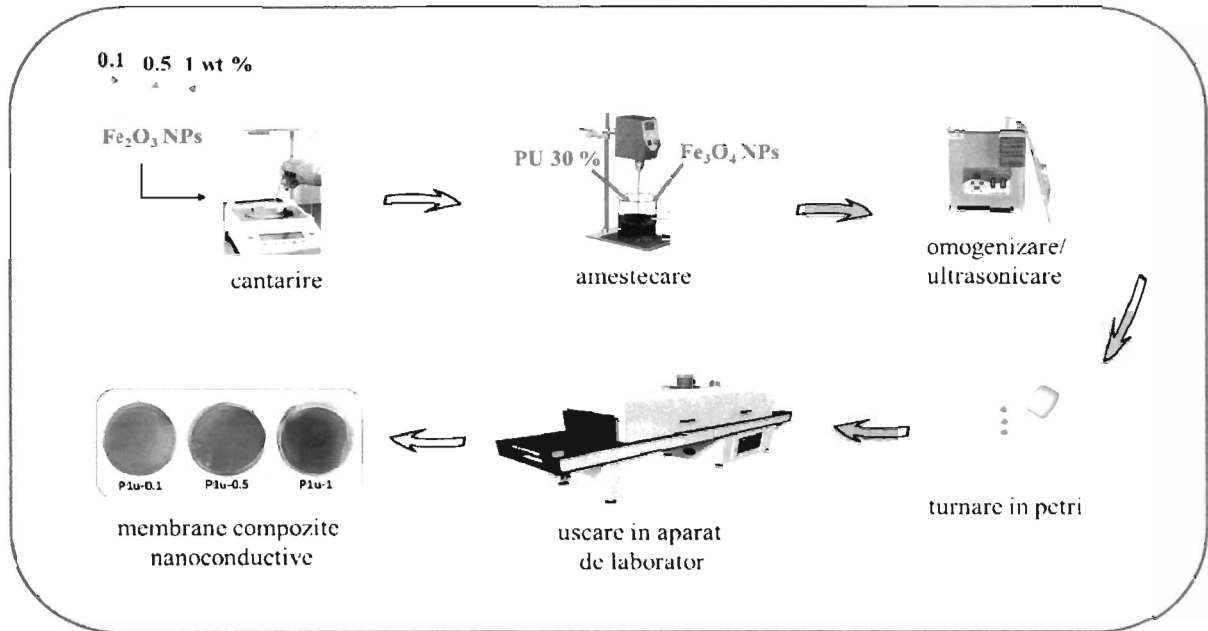 0.1 0.5 1 wt %
Fe₂O₃ NPs
PU 30 %
Fe₃O₄ NPs
cantarire
amestecare
omogenizare/
ultrasonicare
P1u-0.1
P1u-0.5
P1u-1
membrane compozite
nanoconductive
uscare in aparat
de laborator
turnare in petri